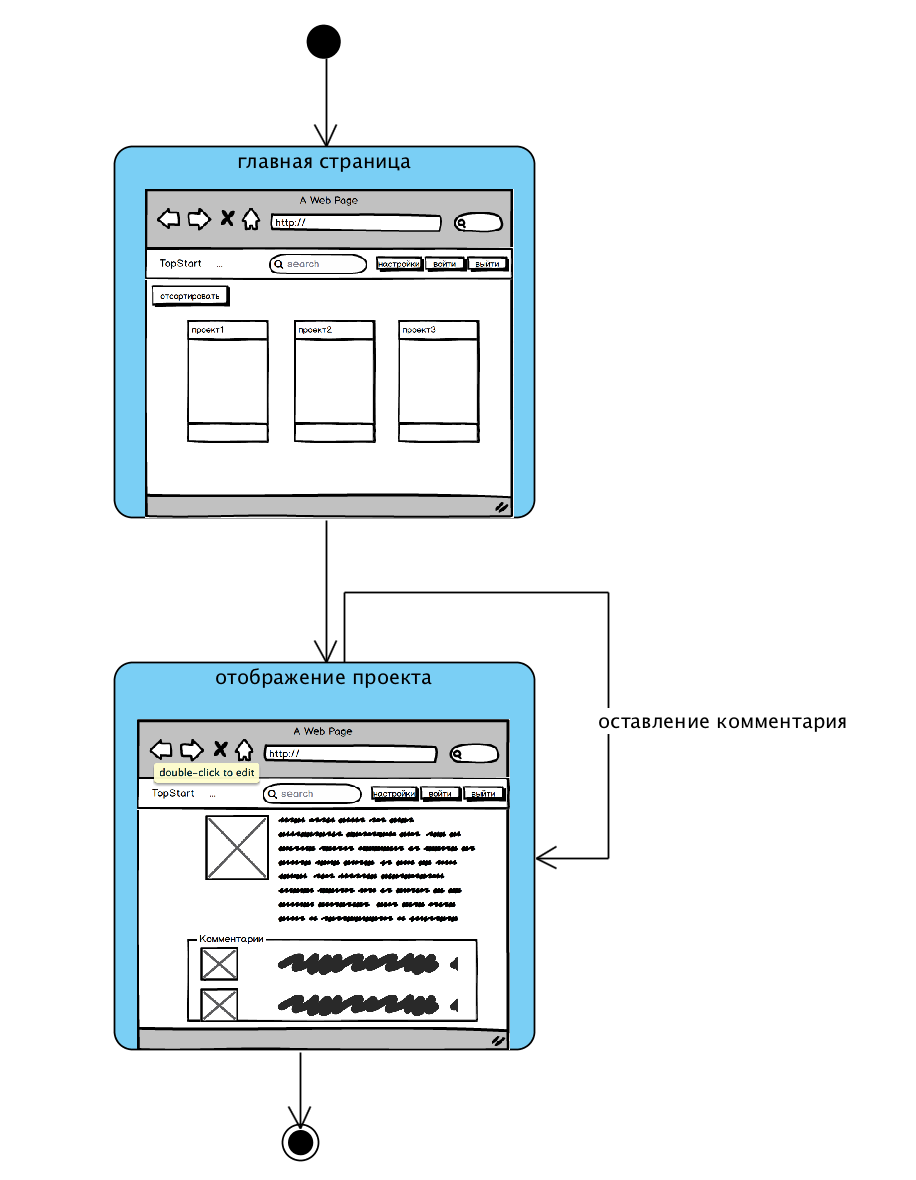 главная страница
A Web Page
http://
TopStart ... search настройки войти выйти
отсортировать
проект1 проект2 проект3
отображение проекта
A Web Page
http://
double-click to edit
TopStart ... search настройки войти выйти
оставление комментария
Комментарии